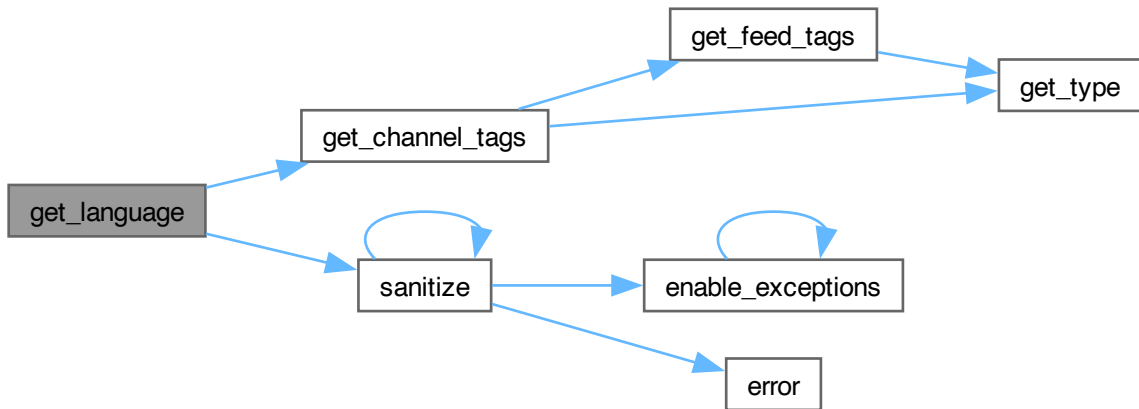 get_feed_tags
get_type
get_channel_tags
get_language
sanitize
enable_exceptions
error